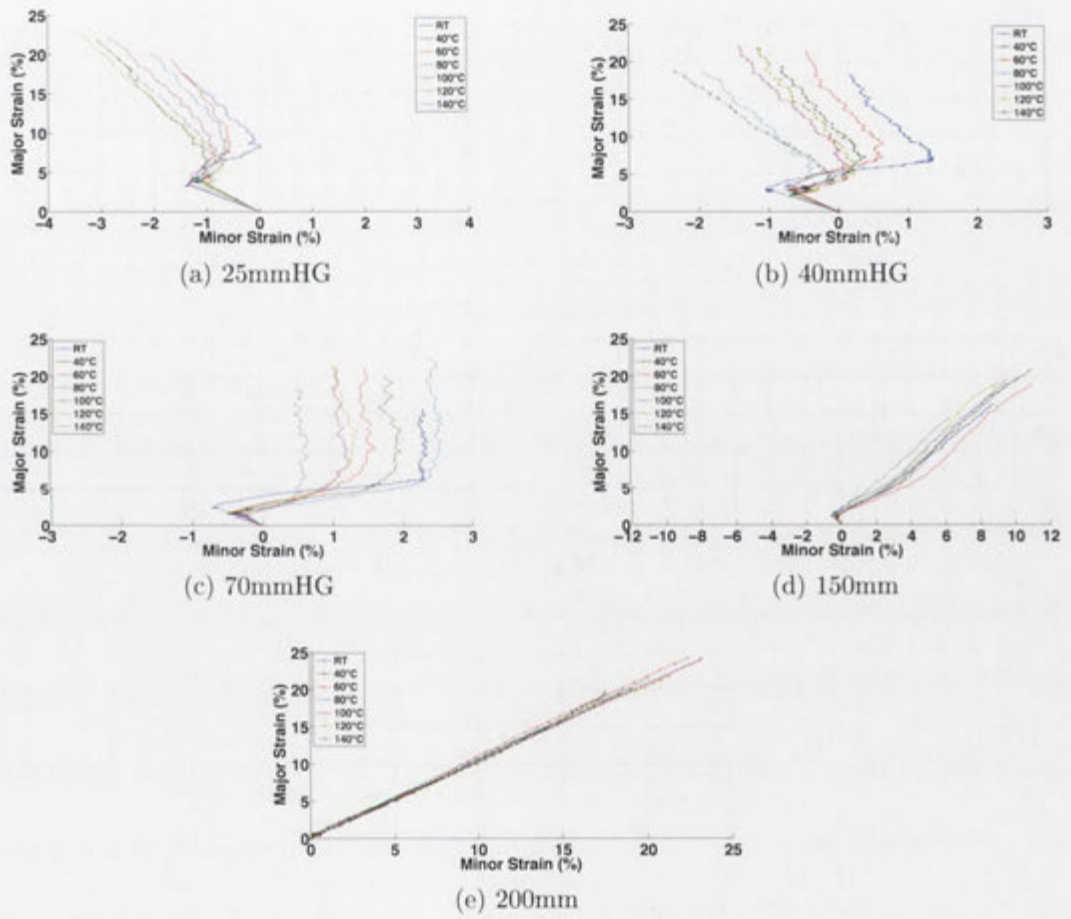 25
20
15
10
5
0
Major Strain (%)
−4 −3 −2 −1 0 1 2 3 4
Minor Strain (%)
RT
40°C
60°C
80°C
100°C
120°C
140°C
(a) 25mmHG
25
20
15
10
5
0
Major Strain (%)
−3 −2 −1 0 1 2 3
Minor Strain (%)
RT
40°C
60°C
80°C
100°C
120°C
140°C
(b) 40mmHG
25
20
15
10
5
0
Major Strain (%)
−3 −2 −1 0 1 2 3
Minor Strain (%)
RT
40°C
60°C
80°C
100°C
120°C
140°C
(c) 70mmHG
25
20
15
10
5
0
Major Strain (%)
−12 −10 −8 −6 −4 −2 0 2 4 6 8 10 12
Minor Strain (%)
RT
40°C
60°C
80°C
100°C
120°C
140°C
(d) 150mm
25
20
15
10
5
0
Major Strain (%)
0 5 10 15 20 25
Minor Strain (%)
RT
40°C
60°C
80°C
100°C
120°C
140°C
(e) 200mm